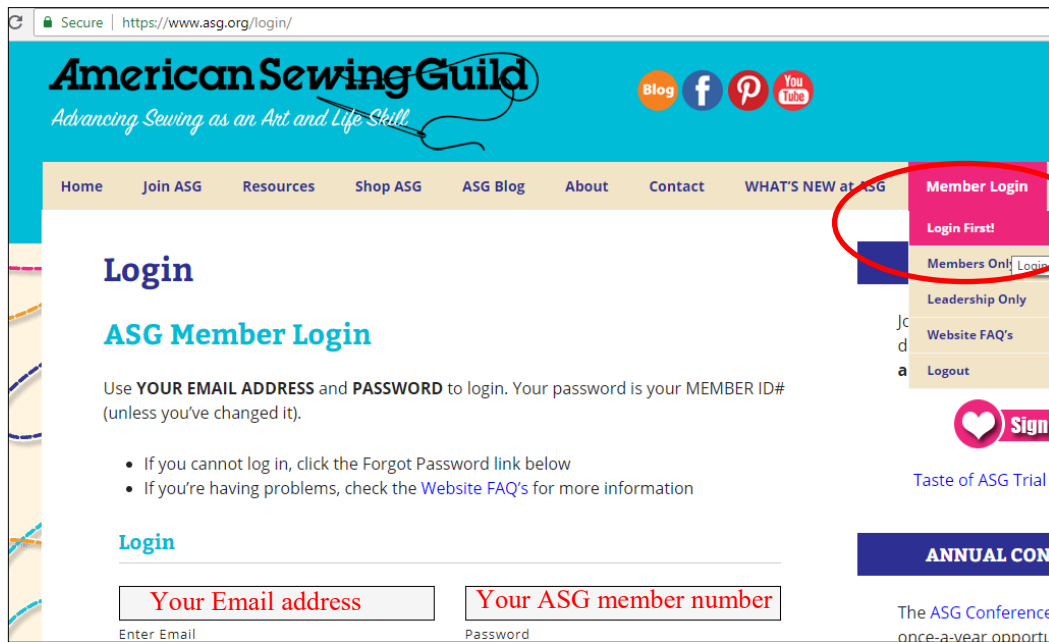 Secure | https://www.asg.org/login/
American Sewing Guild
Advancing Sewing as an Art and Life Skill
Blog
You
Tube
Home Join ASG Resources Shop ASG ASG Blog About Contact WHAT'S NEW at ASG Member Login
Login First!
Members Only
Login
Leadership Only
Website FAQ's
Logout
Login
ASG Member Login
Use YOUR EMAIL ADDRESS and PASSWORD to login. Your password is your MEMBER ID#
(unless you've changed it).
• If you cannot log in, click the Forgot Password link below
• If you're having problems, check the Website FAQ's for more information
Login
Your Email address
Your ASG member number
Enter Email
Password
Sign
Taste of ASG Trial
ANNUAL
The ASG Conference
once-a-year